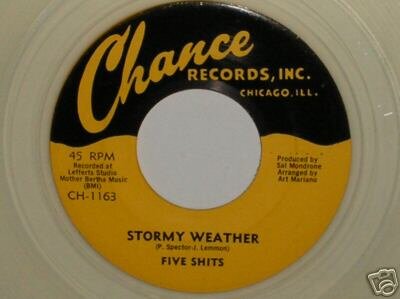 Chance
RECORDS, INC.
CHICAGO, ILL.
45 RPM
Recorded at
Lefferts Studio
Mother Bertha Music
(BMI)
CH-1163
Produced by
Sal Mondrone
Arranged by
Art Mariano
STORMY WEATHER
(P. Spector-J. Lemmon)
FIVE SHITS